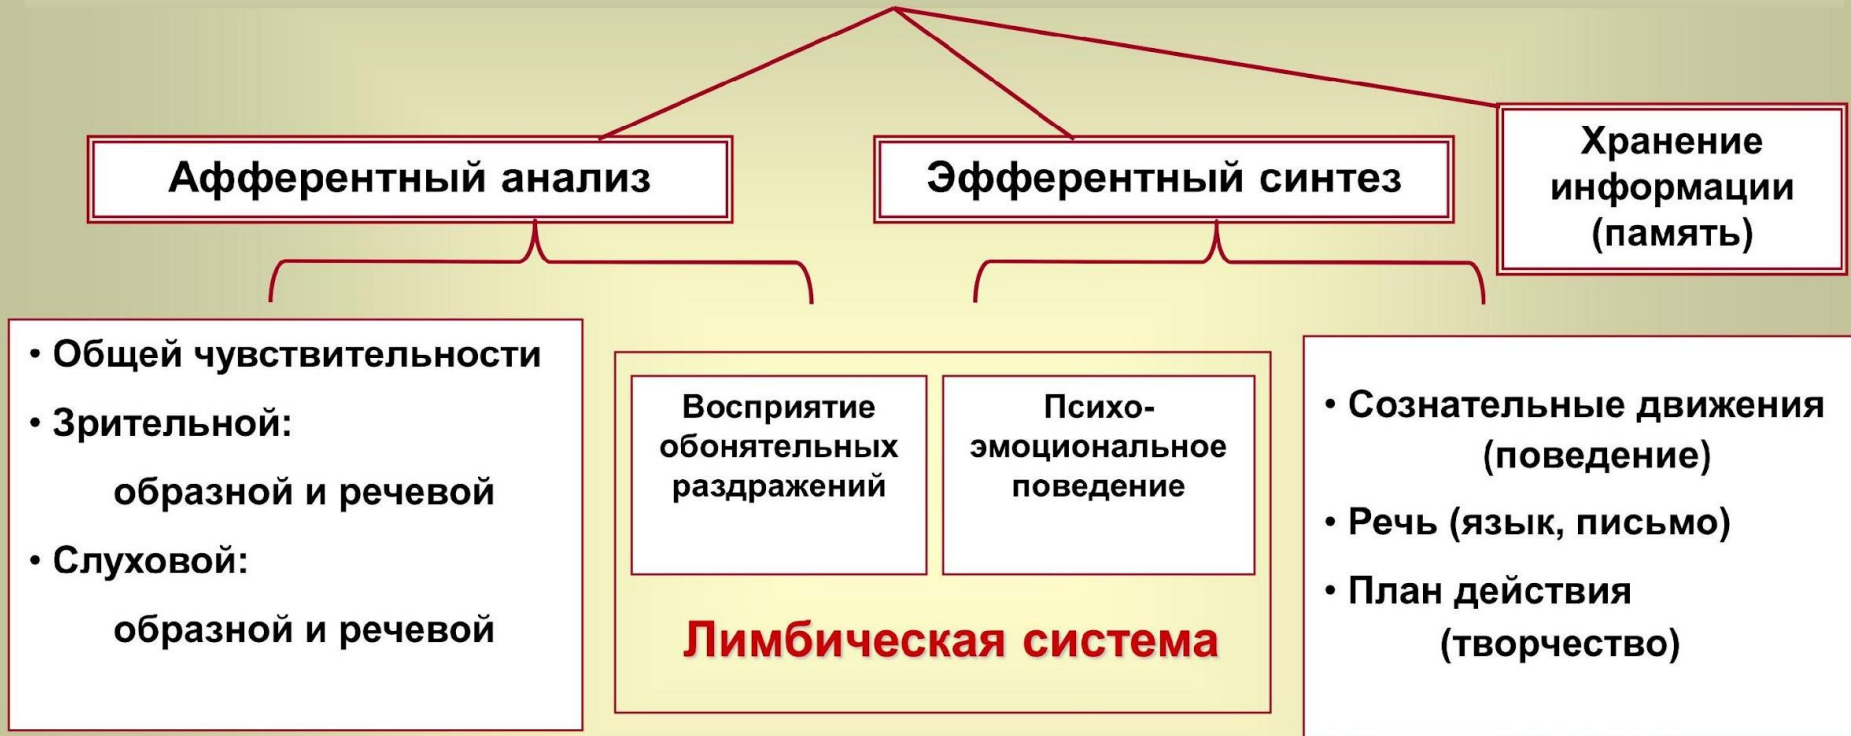 Афферентный анализ
Эфферентный синтез
Хранение
информации
(память)
• Общей чувствительности
• Зрительной:
образной и речевой
• Слуховой:
образной и речевой
Восприятие
обонятельных
раздражений
Психо-
эмоциональное
поведение
Лимбическая система
• Сознательные движения
(поведение)
• Речь (язык, письмо)
• План действия
(творчество)